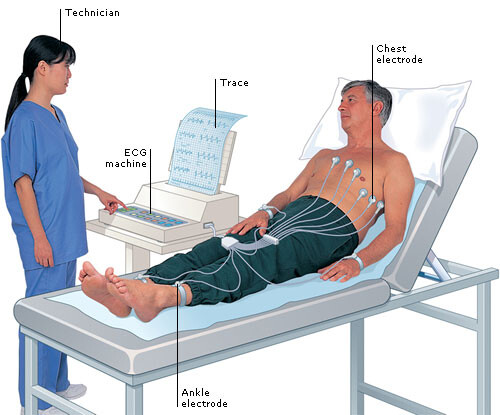 Technician
Chest
electrode
Trace
ECG
machine
Ankle
electrode